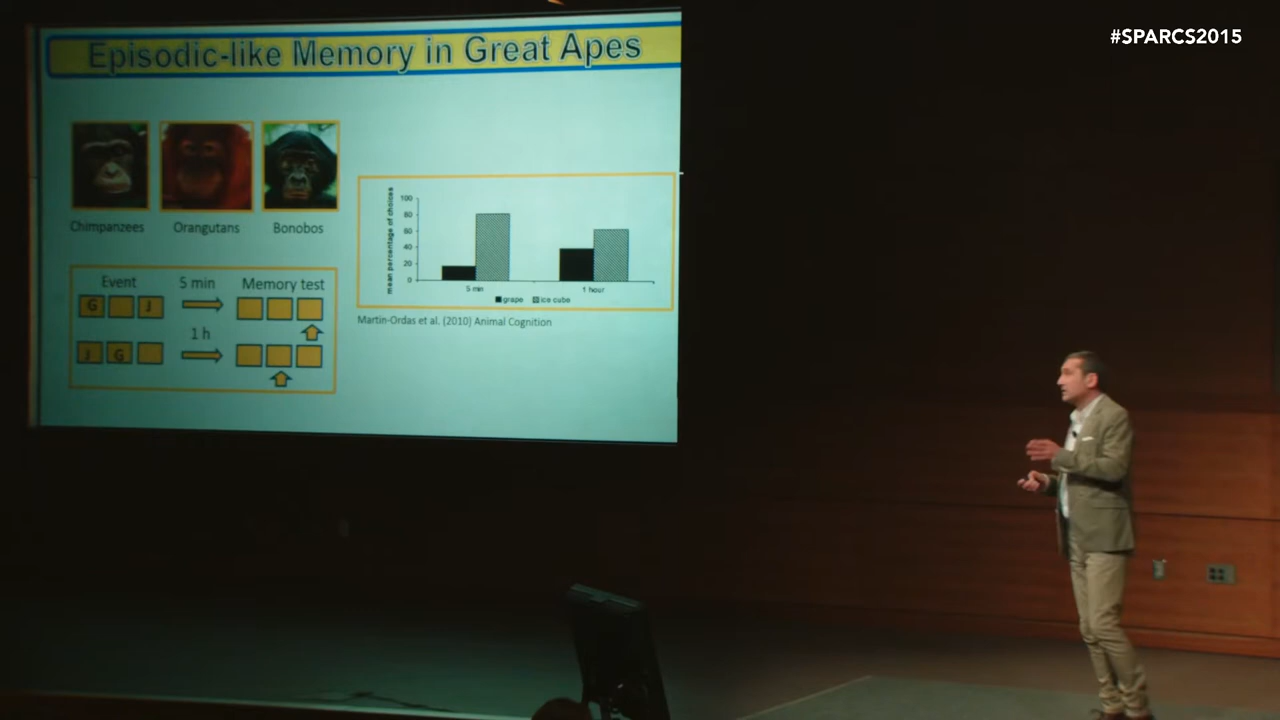 #SPARCS2015
Episodic-like Memory in Great Apes
Chimpanzees Orangutans Bonobos
Event 5 min Memory test
G J
1 h
J G
mean percentage of choices
100
80
60
40
20
0
5 min 1 hour
grape ice cube
Martin-Ordas et al. (2010) Animal Cognition